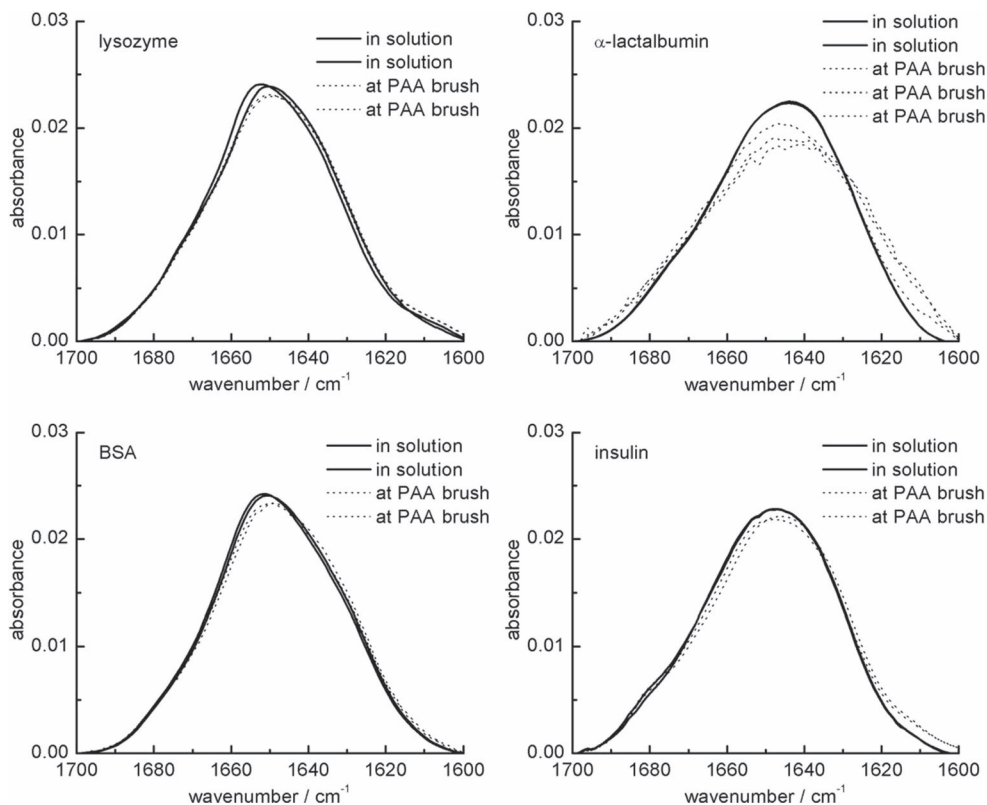 lysozyme
in solution
in solution
at PAA brush
at PAA brush
absorbance
0.03
0.02
0.01
0.00
1700 1680 1660 1640 1620 1600
wavenumber / cm⁻¹
α-lactalbumin
in solution
in solution
at PAA brush
at PAA brush
at PAA brush
absorbance
0.03
0.02
0.01
0.00
1700 1680 1660 1640 1620 1600
wavenumber / cm⁻¹
BSA
in solution
in solution
at PAA brush
at PAA brush
absorbance
0.03
0.02
0.01
0.00
1700 1680 1660 1640 1620 1600
wavenumber / cm⁻¹
insulin
in solution
in solution
at PAA brush
at PAA brush
absorbance
0.03
0.02
0.01
0.00
1700 1680 1660 1640 1620 1600
wavenumber / cm⁻¹